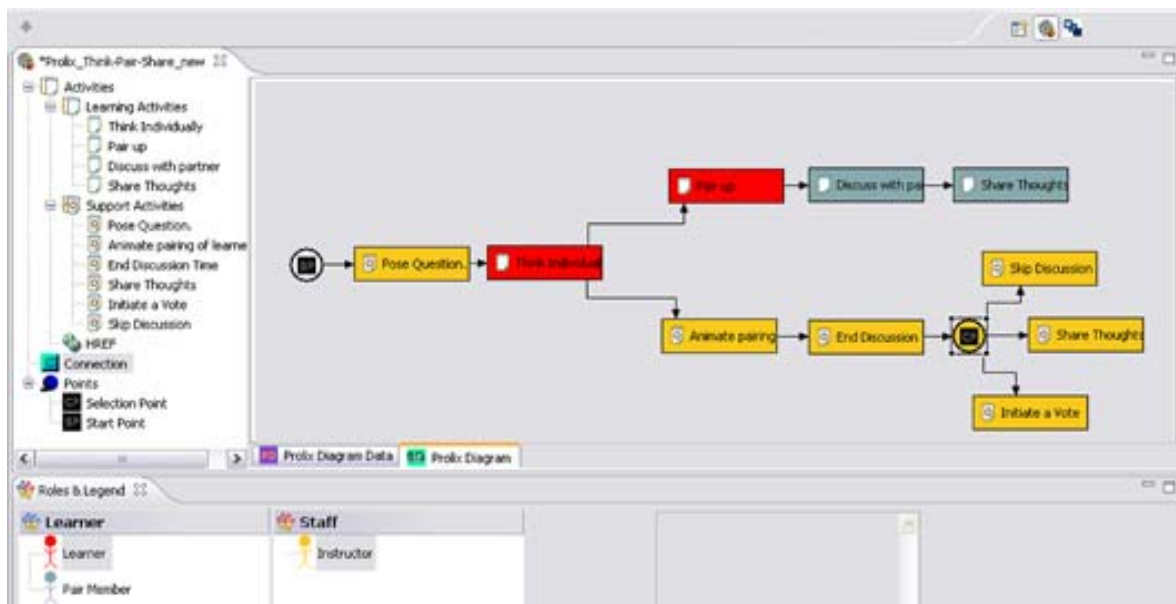 *Prolix_Think-Pair-Share_new
Activities
Learning Activities
Think Individually
Pair up
Discuss with partner
Share Thoughts
Support Activities
Pose Question.
Animate pairing of learne
End Discussion Time
Share Thoughts
Initiate a Vote
Skip Discussion
HREF
Connection
Points
Selection Point
Start Point
Pair up
Discuss with pa
Share Thoughts
SP
Pose Question.
Think Individual
Skip Discussion
Animate pairing
End Discussion
Share Thoughts
Initiate a Vote
Prolix Diagram Data
Prolix Diagram
Roles & Legend
Learner
Staff
Learner
Instructor
Pair Member